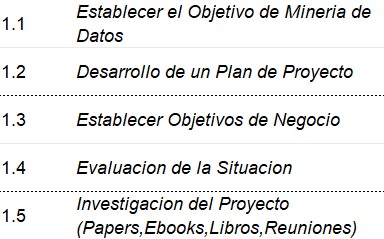 1.1 Establecer el Objetivo de Mineria de
Datos
1.2 Desarrollo de un Plan de Proyecto
1.3 Establecer Objetivos de Negocio
1.4 Evaluacion de la Situacion
1.5 Investigacion del Proyecto
(Papers,Ebooks,Libros,Reuniones)